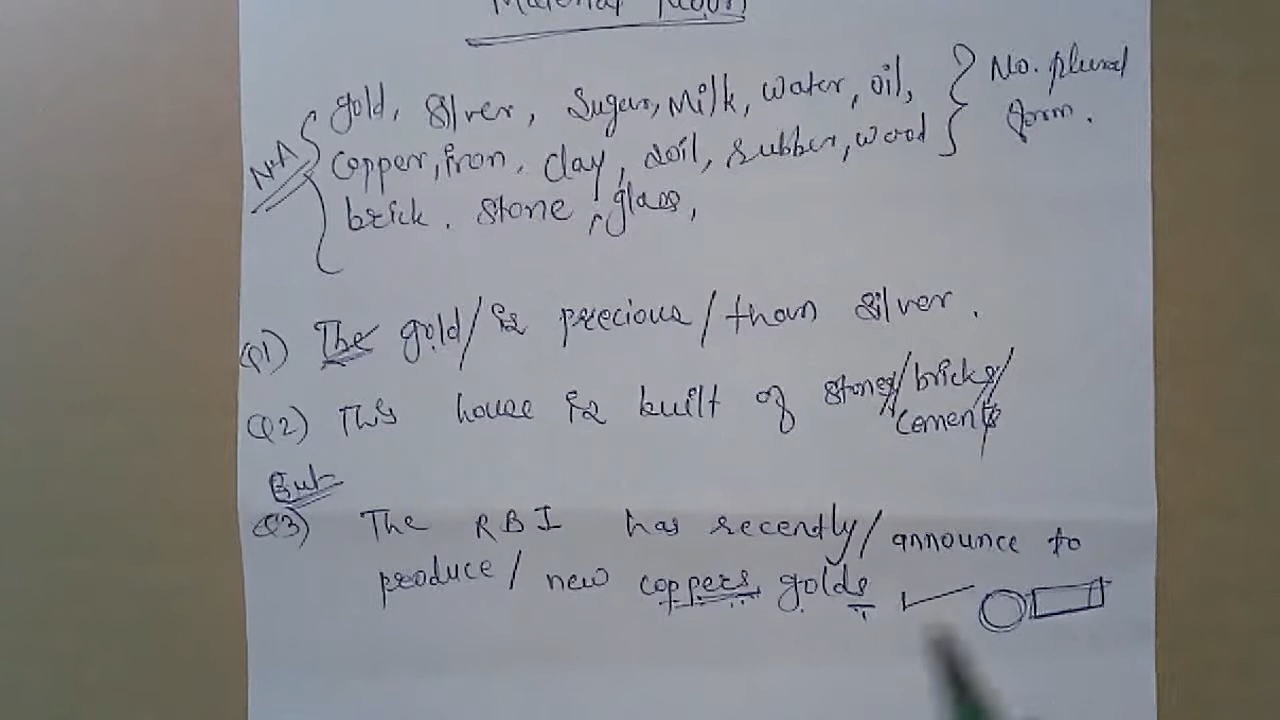 Material Noun
gold, Silver, Sugar, Milk, water, oil,
No. plural form.
N.A
copper, iron, clay, soil, rubber, wood
brick. stone, glass,
Q1) The gold/ is precious/ than silver.
Q2) This house is built of stones/bricks/
cements
But
Q3) The RBI has recently/ announce to
produce/ new coppers, golds